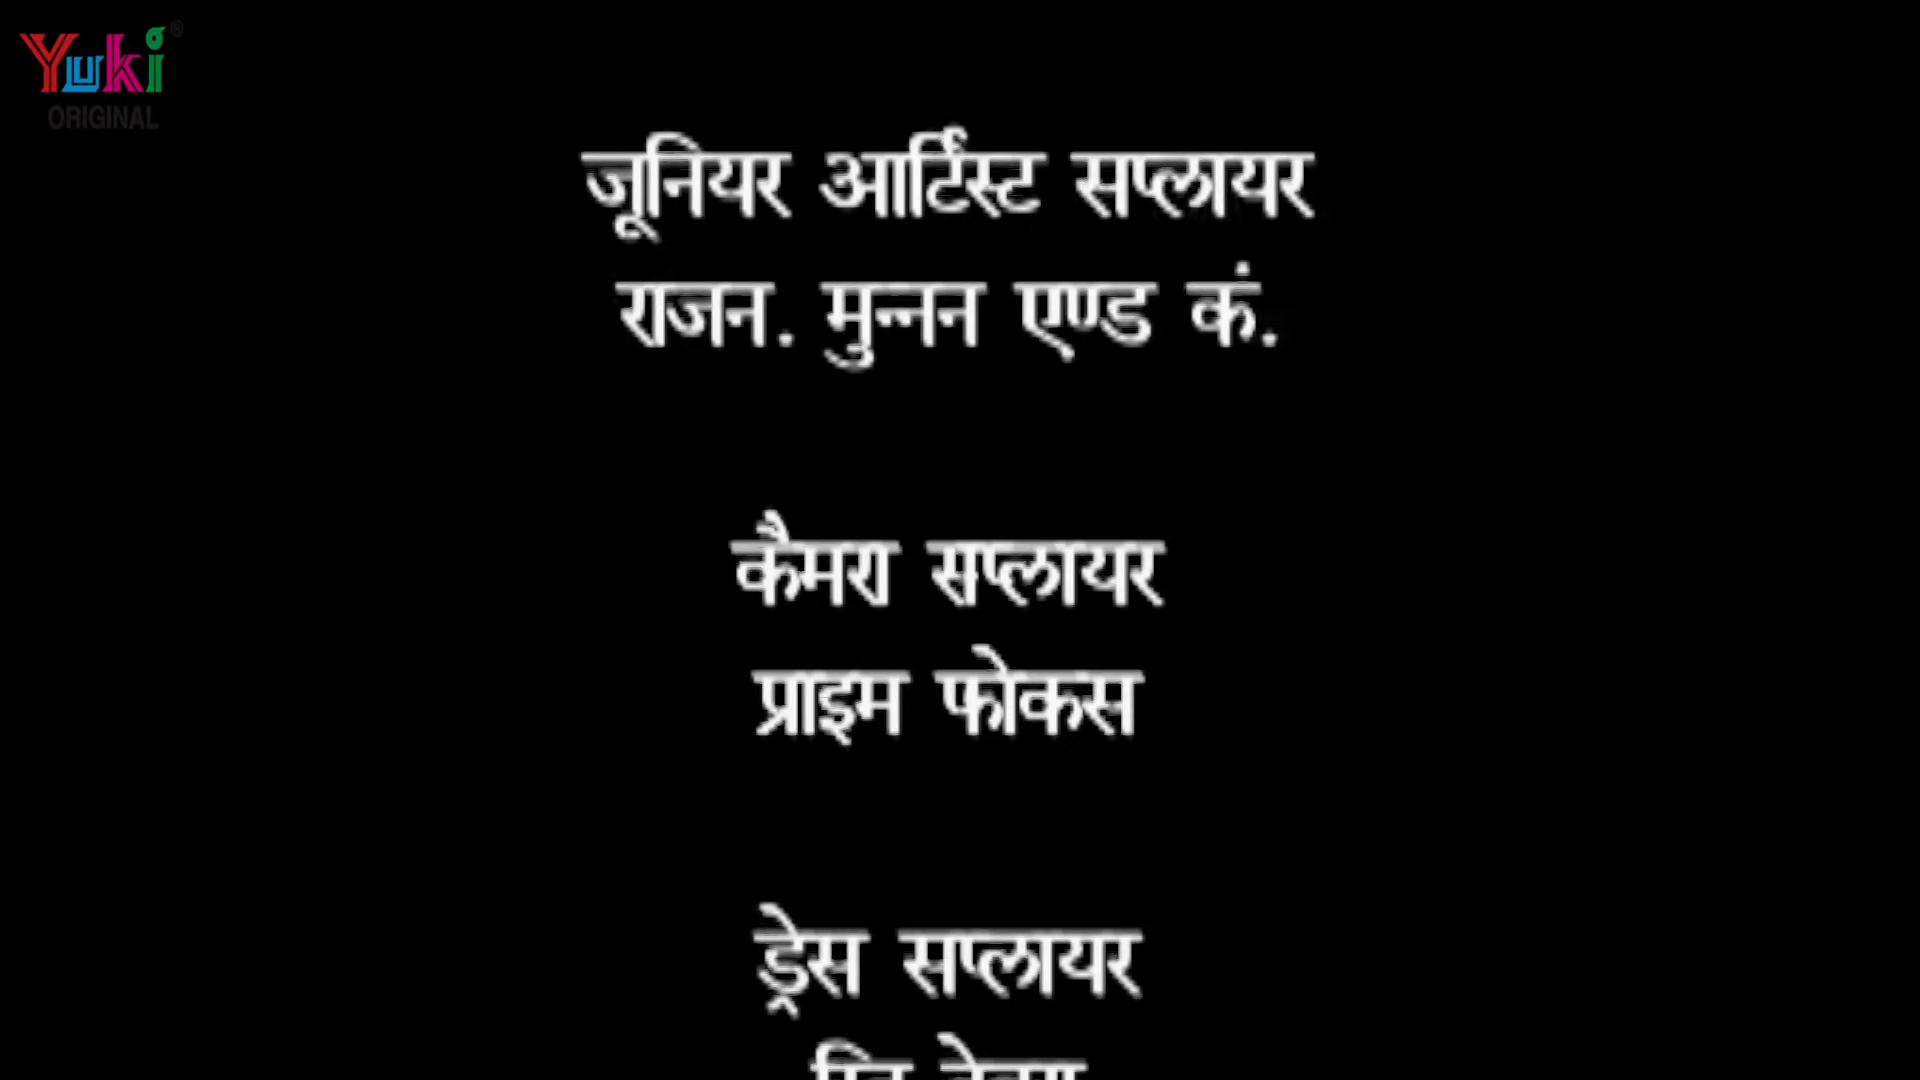 Yuki®
ORIGINAL
जूनियर आर्टिंस्ट सप्लायर
राजन. मुन्नन एण्ड कं.
कैमरा सप्लायर
प्राइम फोकस
ड्रेस सप्लायर